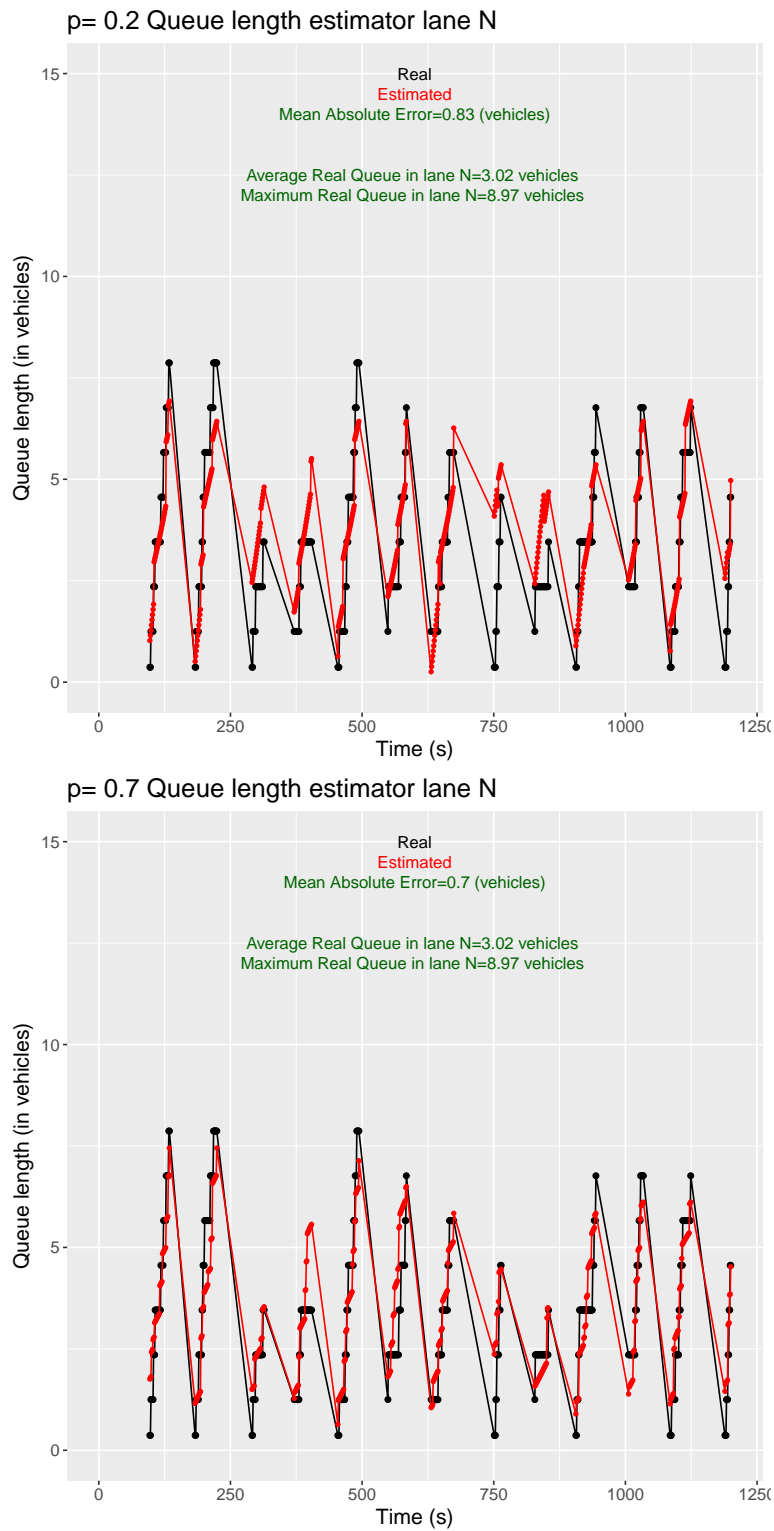 p= 0.2 Queue length estimator lane N
15
Real
Estimated
Mean Absolute Error=0.83 (vehicles)
Average Real Queue in lane N=3.02 vehicles
Maximum Real Queue in lane N=8.97 vehicles
10
Queue length (in vehicles)
5
0
0 250 500 750 1000 1250
Time (s)
p= 0.7 Queue length estimator lane N
15
Real
Estimated
Mean Absolute Error=0.7 (vehicles)
Average Real Queue in lane N=3.02 vehicles
Maximum Real Queue in lane N=8.97 vehicles
10
Queue length (in vehicles)
5
0
0 250 500 750 1000 1250
Time (s)